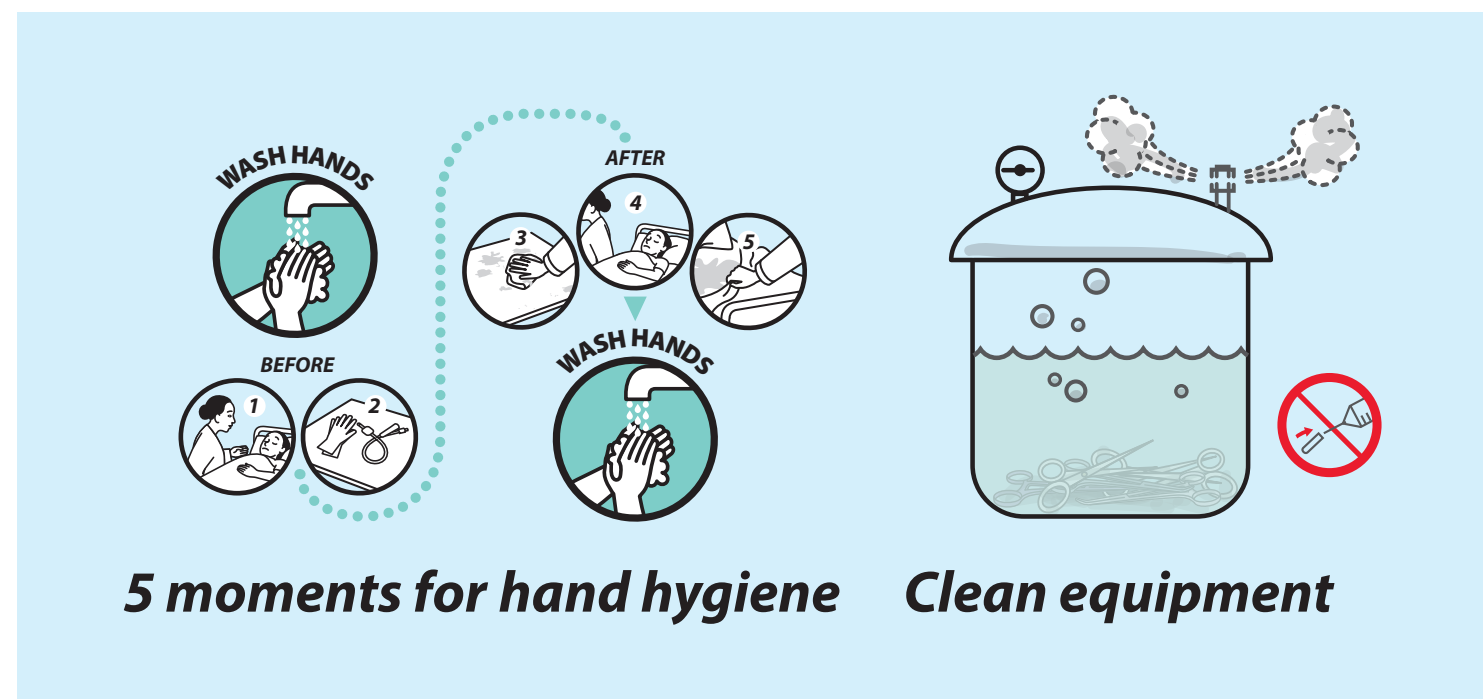 WASH HANDS
BEFORE
1
2
AFTER
3
4
5
WASH HANDS
5 moments for hand hygiene
Clean equipment